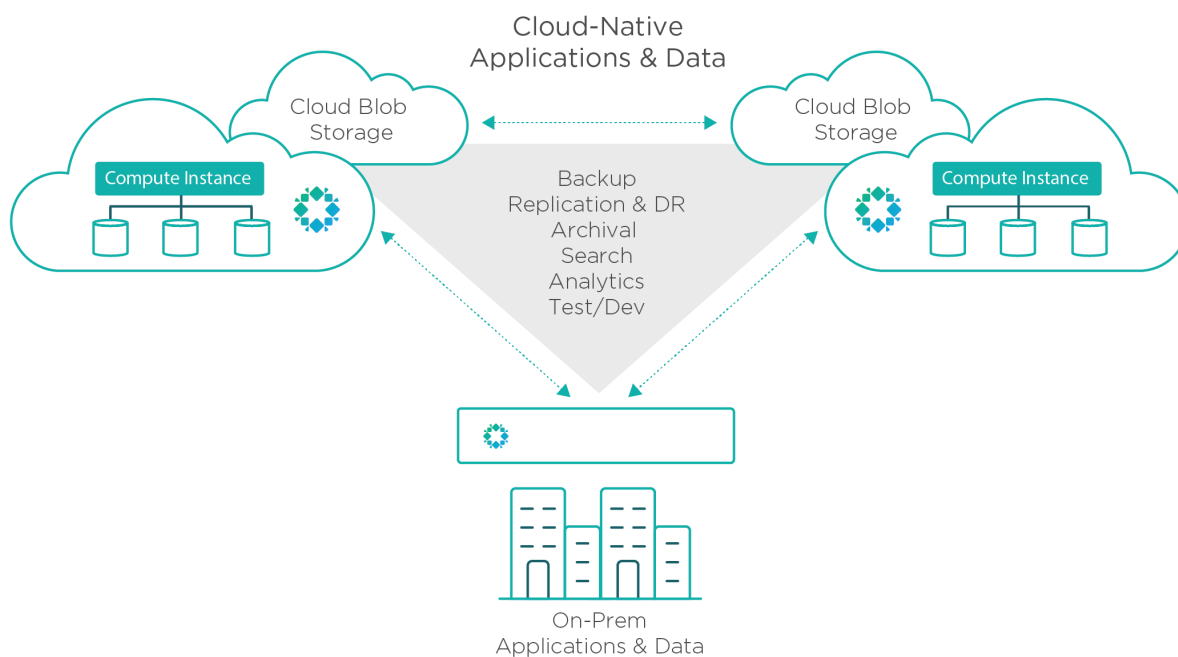 Cloud-Native
Applications & Data
Cloud Blob
Storage
Cloud Blob
Storage
Compute Instance
Compute Instance
Backup
Replication & DR
Archival
Search
Analytics
Test/Dev
On-Prem
Applications & Data